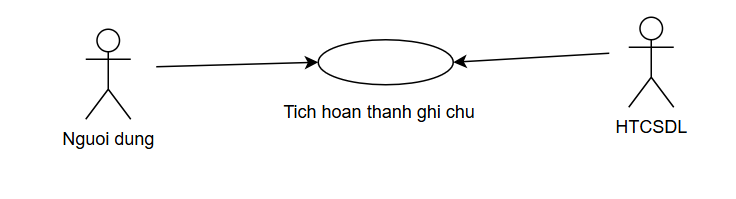 Tich hoan thanh ghi chu
HTCSDL
Nguoi dung